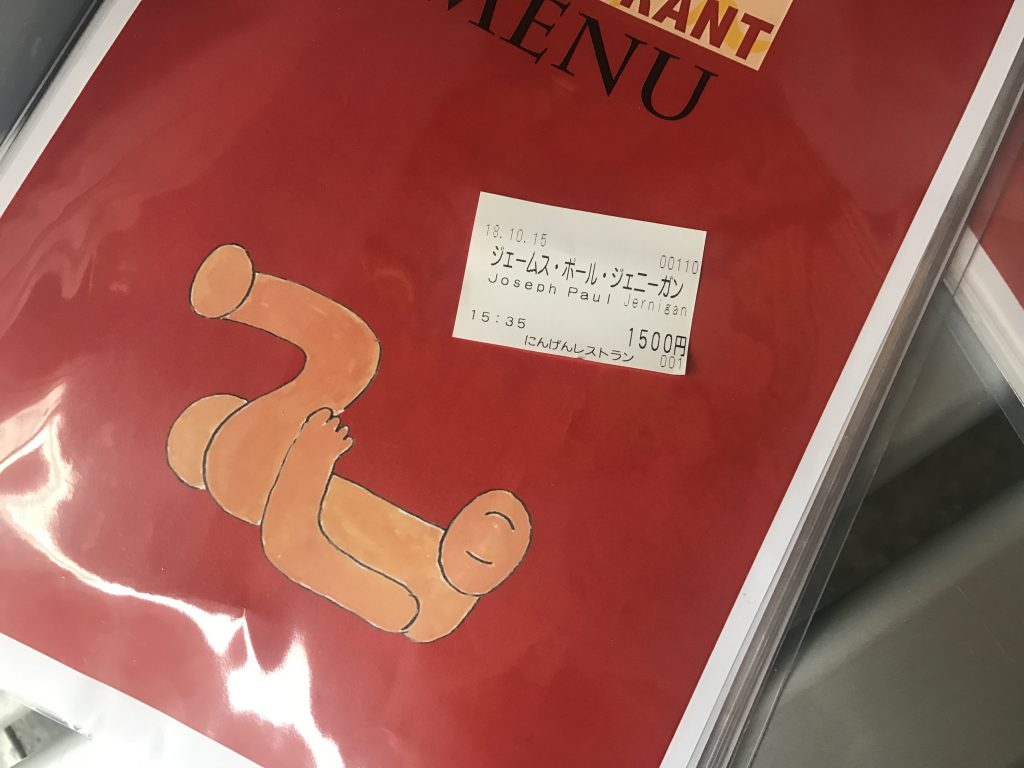 RANT
MENU
18.10.15
00110
ジェームス・ポール・ジェニーガン
Joseph Paul Jernigan
15:35
1500円
にんげんレストラン
001